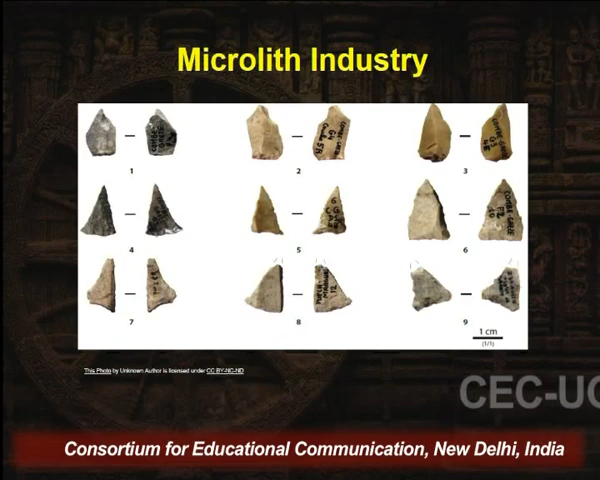 Microlith Industry
1
2
3
4
5
6
7
8
9
1 cm
(1/1)
This Photo by Unknown Author is licensed under CC BY-NC-ND
CEC-UG
Consortium for Educational Communication, New Delhi, India